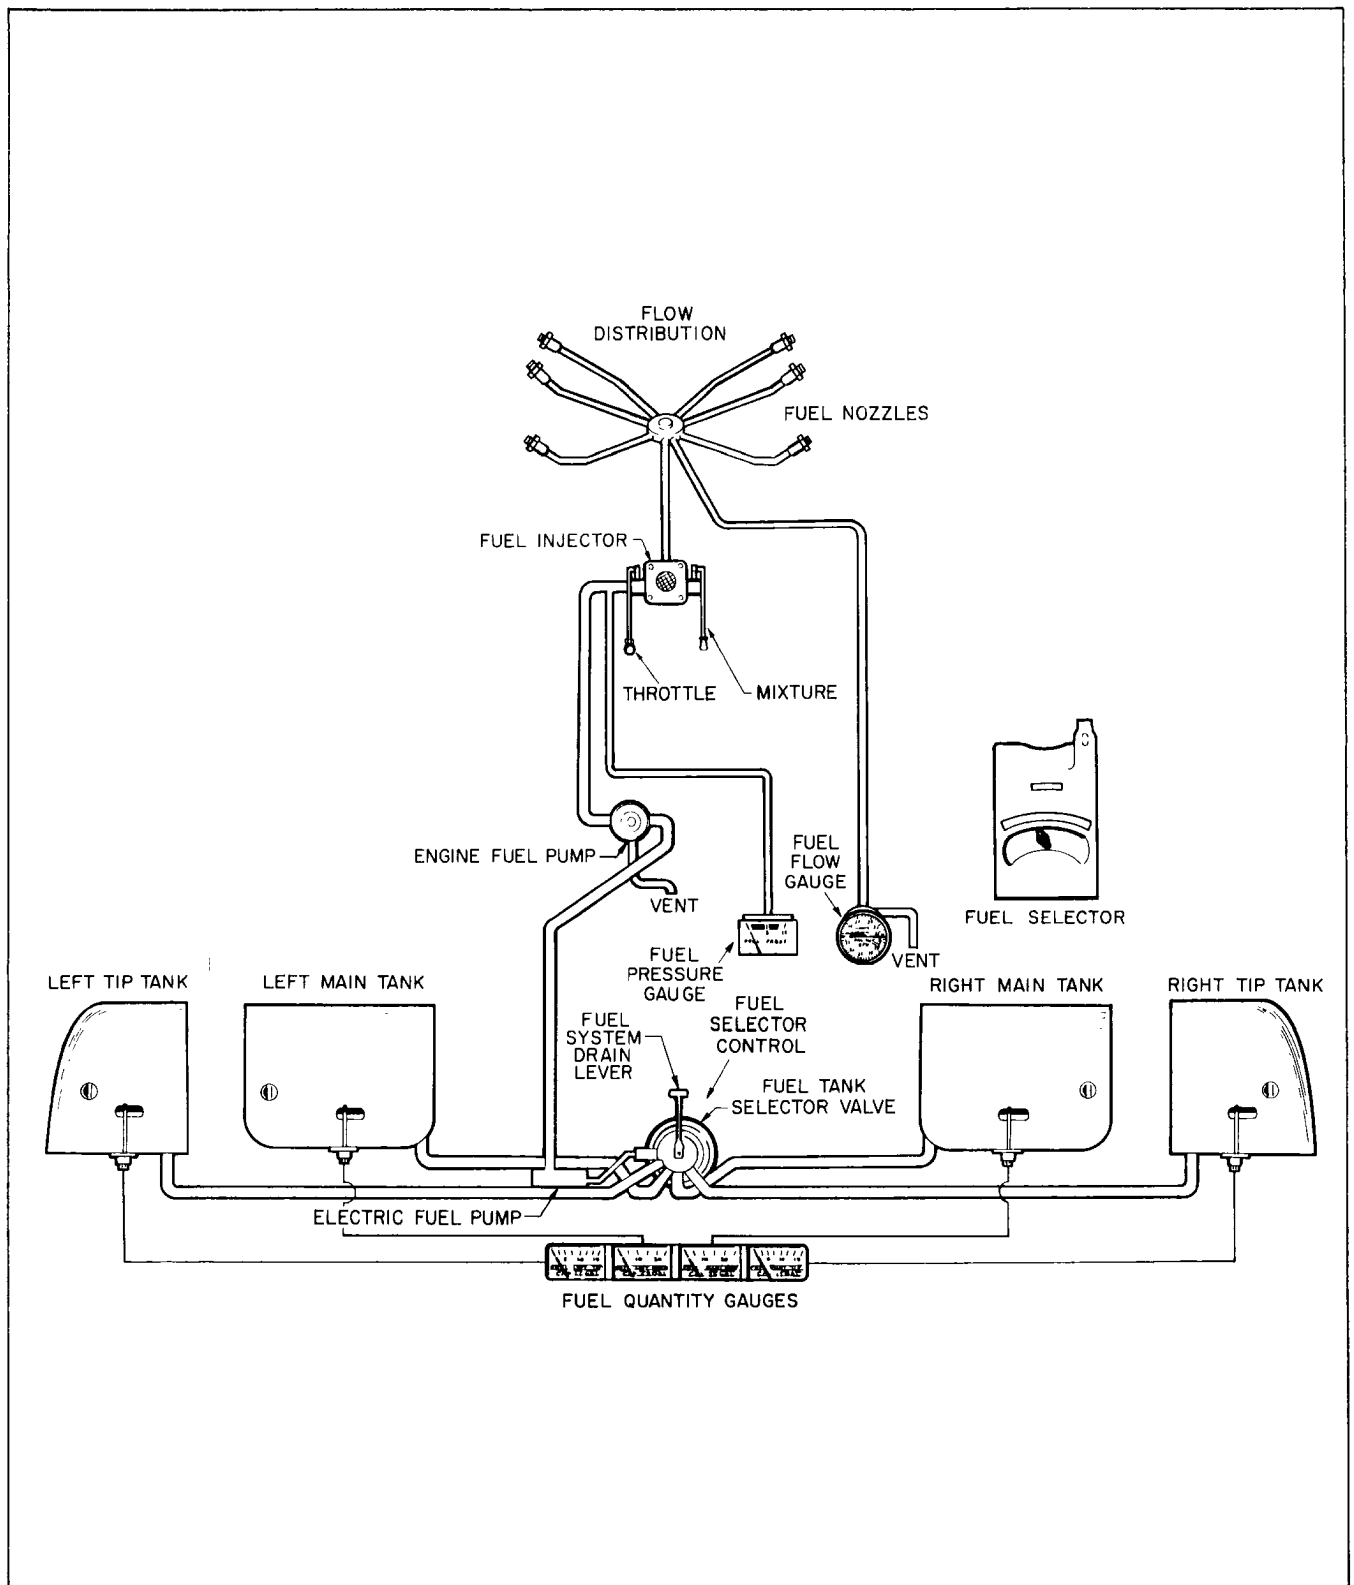 FLOW
DISTRIBUTION
FUEL NOZZLES
FUEL INJECTOR
THROTTLE
MIXTURE
ENGINE FUEL PUMP
VENT
FUEL
FLOW
GAUGE
FUEL SELECTOR
VENT
FUEL
PRESSURE
GAUGE
LEFT TIP TANK
LEFT MAIN TANK
RIGHT MAIN TANK
RIGHT TIP TANK
FUEL
SYSTEM
DRAIN
LEVER
FUEL
SELECTOR
CONTROL
FUEL TANK
SELECTOR VALVE
ELECTRIC FUEL PUMP
FUEL QUANTITY GAUGES